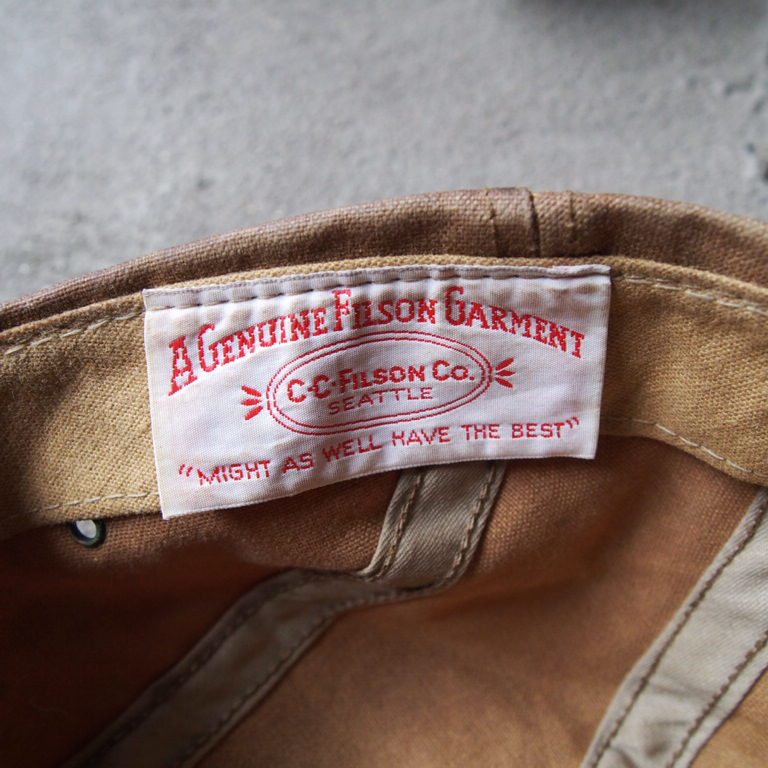 A GENUINE FILSON GARMENT
C·C·FILSON CO.
SEATTLE
"MIGHT AS WELL HAVE THE BEST"